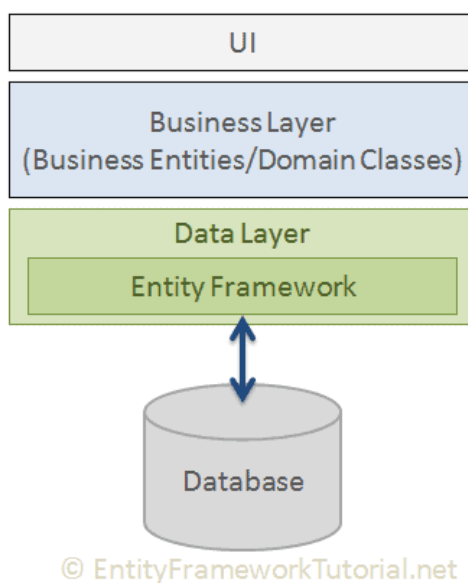 UI
Business Layer
(Business Entities/Domain Classes)
Data Layer
Entity Framework
Database
© EntityFrameworkTutorial.net